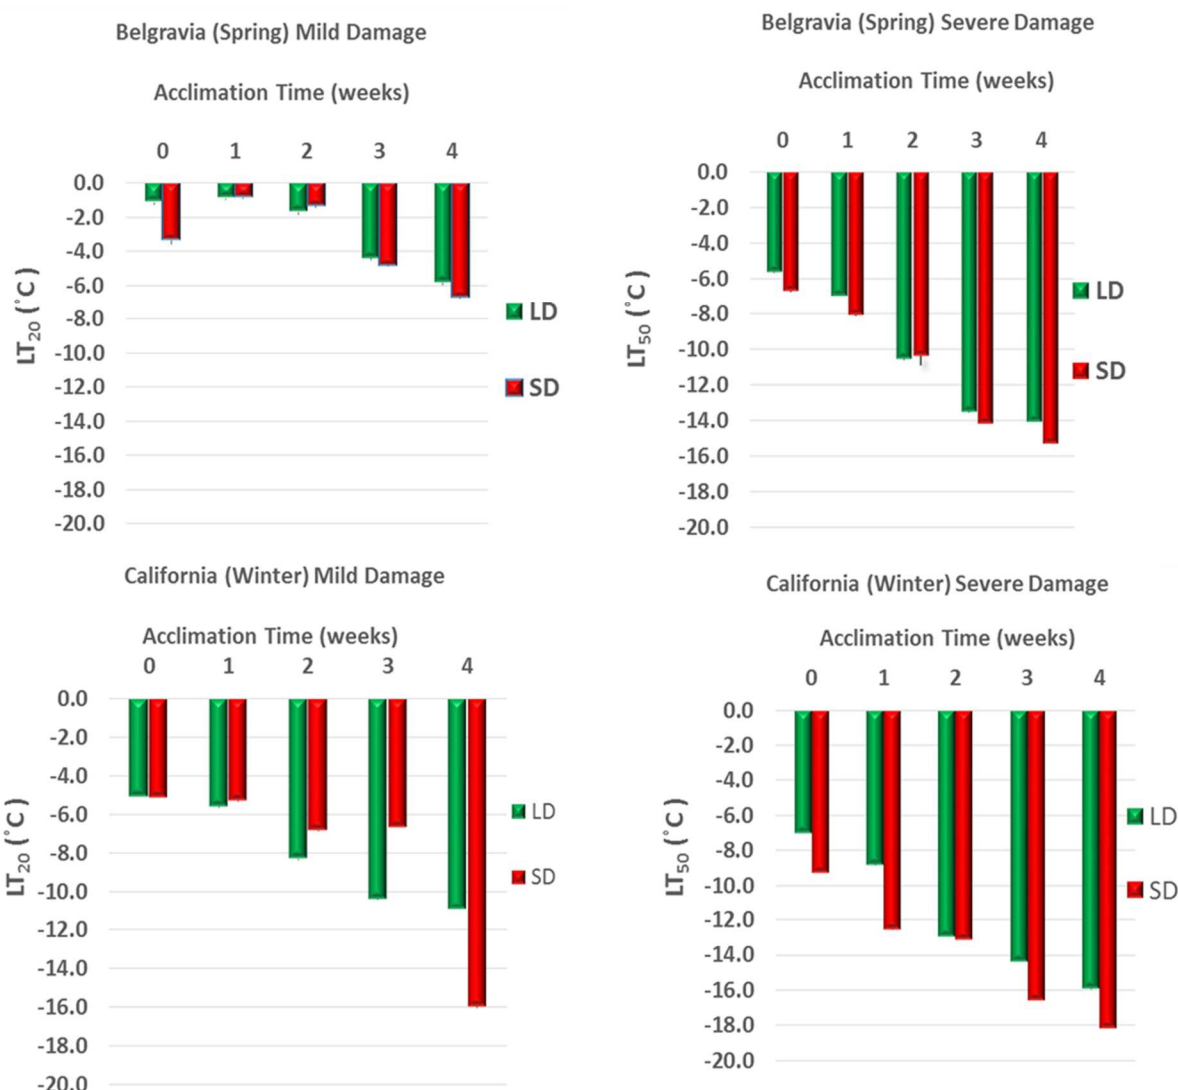 Belgravia (Spring) Mild Damage
Acclimation Time (weeks)
0 1 2 3 4
0.0
-2.0
-4.0
-6.0
-8.0
-10.0
-12.0
-14.0
-16.0
-18.0
-20.0
LT20 (˚C)
LD
SD
Belgravia (Spring) Severe Damage
Acclimation Time (weeks)
0 1 2 3 4
0.0
-2.0
-4.0
-6.0
-8.0
-10.0
-12.0
-14.0
-16.0
-18.0
-20.0
LT50 (˚C)
LD
SD
California (Winter) Mild Damage
Acclimation Time (weeks)
0 1 2 3 4
0.0
-2.0
-4.0
-6.0
-8.0
-10.0
-12.0
-14.0
-16.0
-18.0
-20.0
LT20 (˚C)
LD
SD
California (Winter) Severe Damage
Acclimation Time (weeks)
0 1 2 3 4
0.0
-2.0
-4.0
-6.0
-8.0
-10.0
-12.0
-14.0
-16.0
-18.0
-20.0
LT50 (˚C)
LD
SD